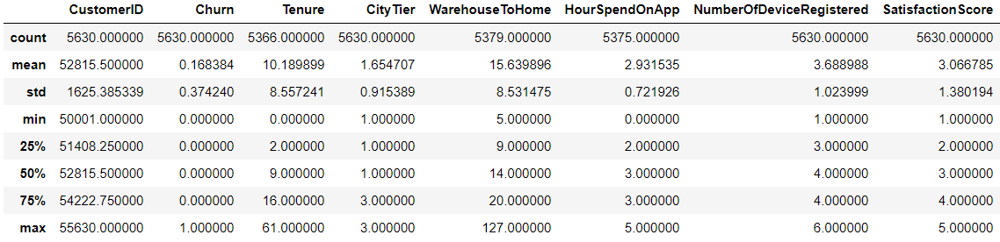 CustomerID Churn Tenure CityTier WarehouseToHome HourSpendOnApp NumberOfDeviceRegistered SatisfactionScore
count 5630.000000 5630.000000 5366.000000 5630.000000 5379.000000 5375.000000 5630.000000 5630.000000
mean 52815.500000 0.168384 10.189899 1.654707 15.639896 2.931535 3.688988 3.066785
std 1625.385339 0.374240 8.557241 0.915389 8.531475 0.721926 1.023999 1.380194
min 50001.000000 0.000000 0.000000 1.000000 5.000000 0.000000 1.000000 1.000000
25% 51408.250000 0.000000 2.000000 1.000000 9.000000 2.000000 3.000000 2.000000
50% 52815.500000 0.000000 9.000000 1.000000 14.000000 3.000000 4.000000 3.000000
75% 54222.750000 0.000000 16.000000 3.000000 20.000000 3.000000 4.000000 4.000000
max 55630.000000 1.000000 61.000000 3.000000 127.000000 5.000000 6.000000 5.000000